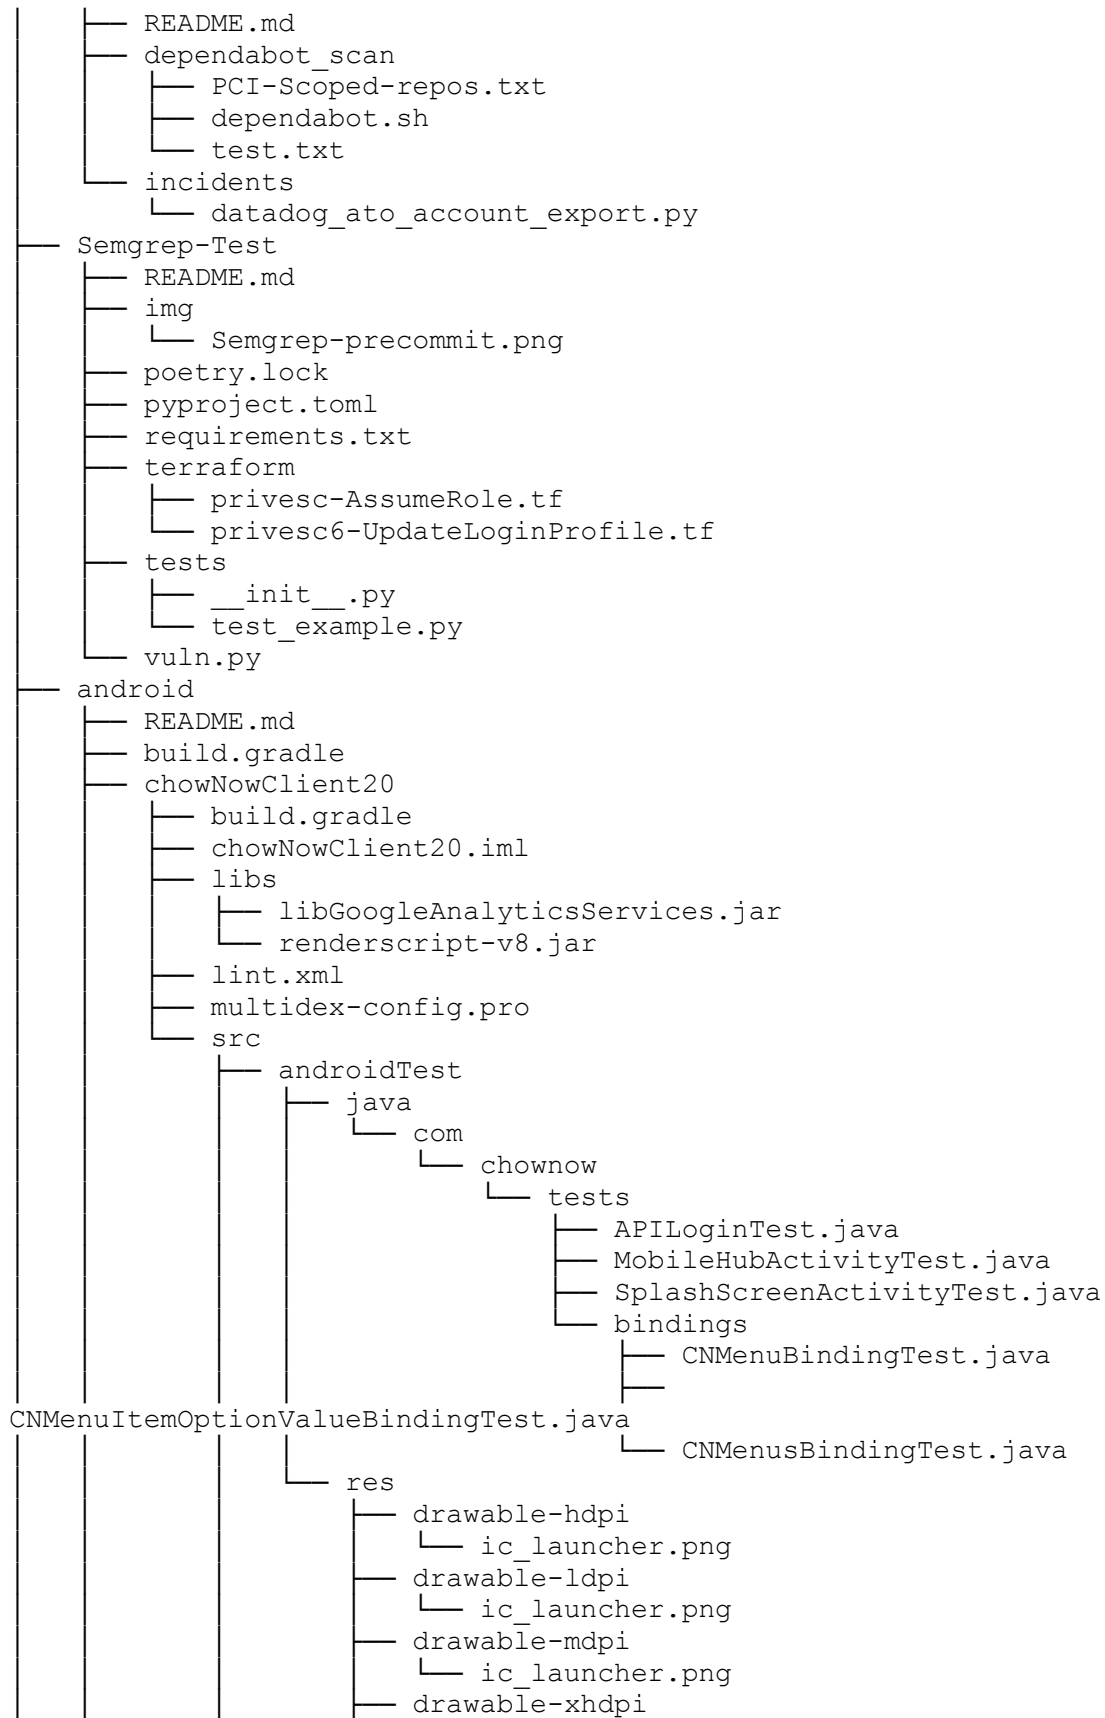 │   ├── README.md
│   ├── dependabot_scan
│   │   ├── PCI-Scoped-repos.txt
│   │   ├── dependabot.sh
│   │   └── test.txt
│   └── incidents
│       └── datadog_ato_account_export.py
├── Semgrep-Test
│   ├── README.md
│   ├── img
│   │   └── Semgrep-precommit.png
│   ├── poetry.lock
│   ├── pyproject.toml
│   ├── requirements.txt
│   ├── terraform
│   │   ├── privesc-AssumeRole.tf
│   │   └── privesc6-UpdateLoginProfile.tf
│   ├── tests
│   │   ├── __init__.py
│   │   └── test_example.py
│   └── vuln.py
├── android
│   ├── README.md
│   ├── build.gradle
│   ├── chowNowClient20
│   │   ├── build.gradle
│   │   ├── chowNowClient20.iml
│   │   ├── libs
│   │   │   ├── libGoogleAnalyticsServices.jar
│   │   │   └── renderscript-v8.jar
│   │   ├── lint.xml
│   │   ├── multidex-config.pro
│   │   └── src
│   │       ├── androidTest
│   │       │   ├── java
│   │       │   │   └── com
│   │       │   │       └── chownow
│   │       │   │           └── tests
│   │       │   │               ├── APILoginTest.java
│   │       │   │               ├── MobileHubActivityTest.java
│   │       │   │               ├── SplashScreenActivityTest.java
│   │       │   │               └── bindings
│   │       │   │                   ├── CNMenuBindingTest.java
│   │       │   │                   ├──
CNMenuItemOptionValueBindingTest.java
│   │       │   │                   └── CNMenusBindingTest.java
│   │       │   └── res
│   │       │       ├── drawable-hdpi
│   │       │       │   └── ic_launcher.png
│   │       │       ├── drawable-ldpi
│   │       │       │   └── ic_launcher.png
│   │       │       ├── drawable-mdpi
│   │       │       │   └── ic_launcher.png
│   │       │       ├── drawable-xhdpi